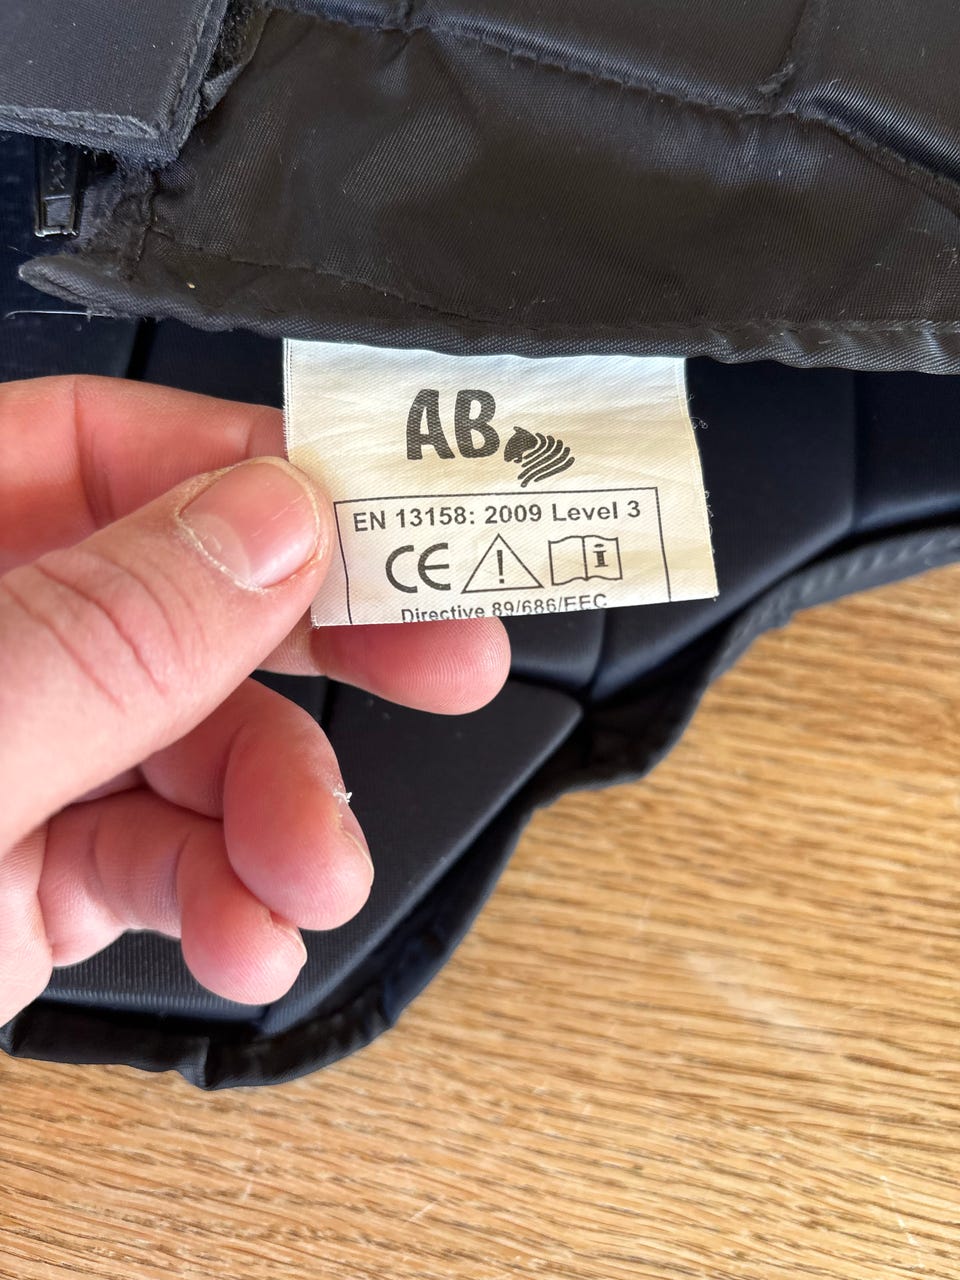 AB
EN 13158: 2009 Level 3
CE
Directive 89/686/EEC